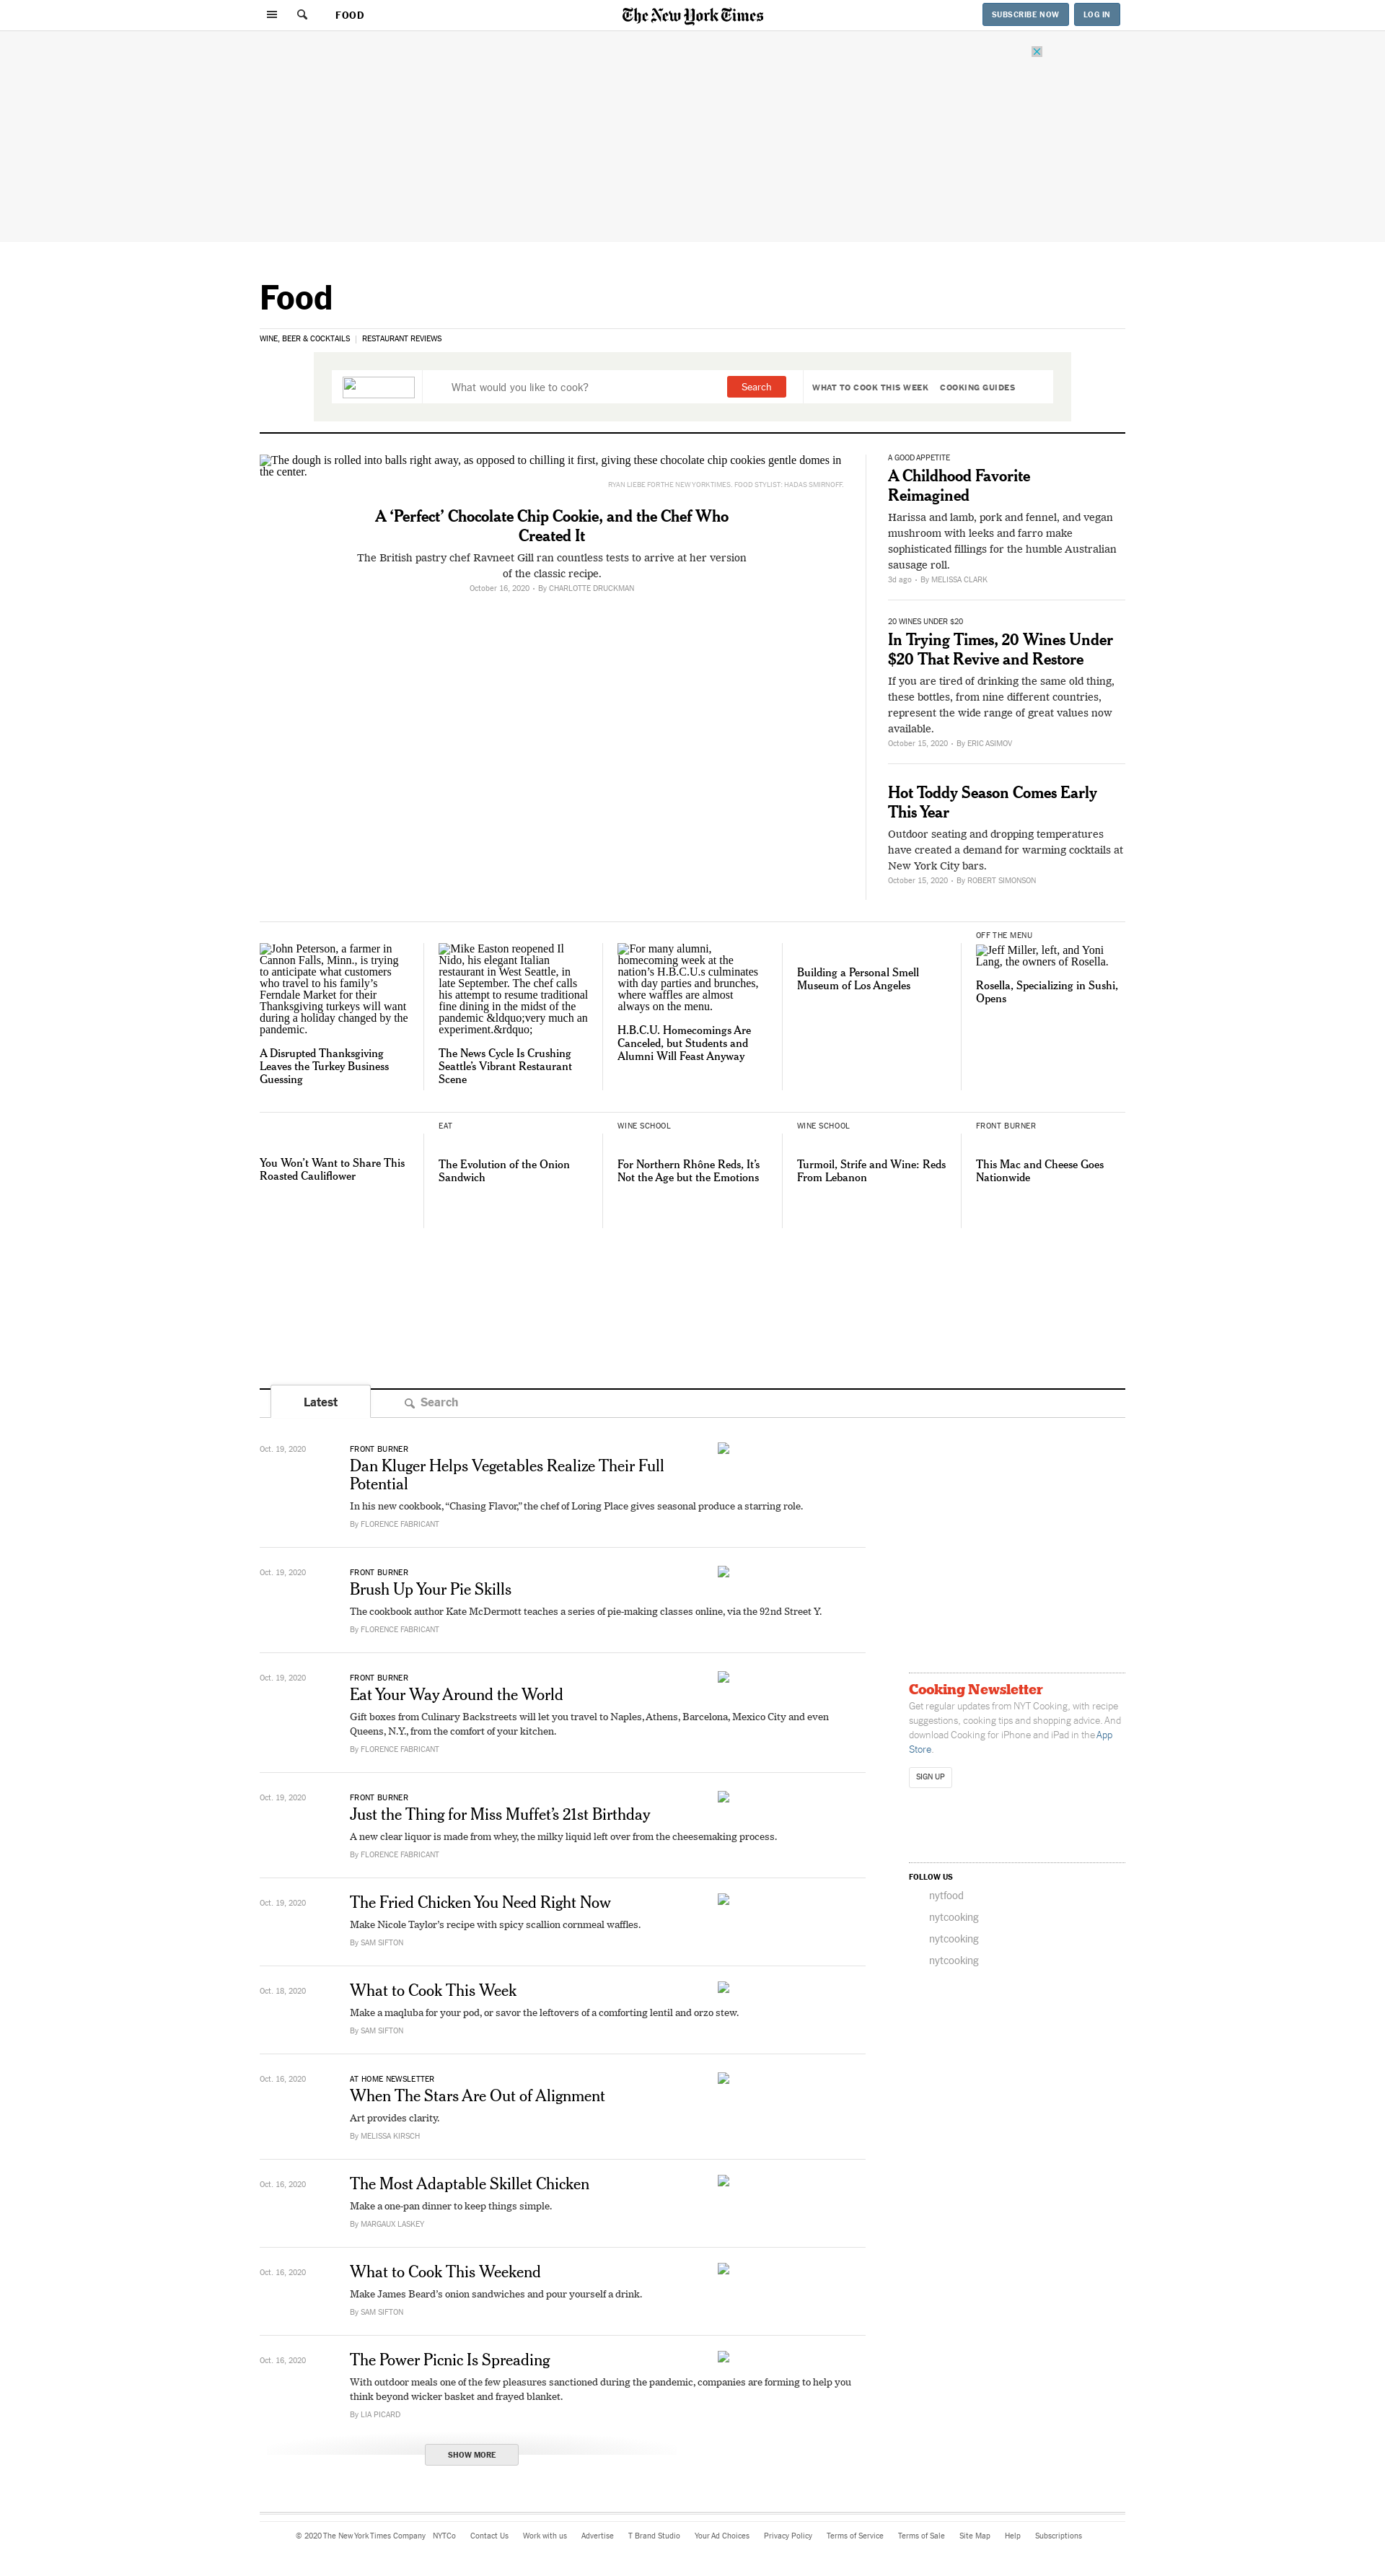 FOOD
The New York Times
SUBSCRIBE NOW
LOG IN
Food
WINE, BEER & COCKTAILS
RESTAURANT REVIEWS
What would you like to cook?
Search
WHAT TO COOK THIS WEEK
COOKING GUIDES
The dough is rolled into balls right away, as opposed to chilling it first, giving these chocolate chip cookies gentle domes in
the center.
RYAN LIEBE FOR THE NEW YORK TIMES. FOOD STYLIST: HADAS SMIRNOFF.
A ‘Perfect’ Chocolate Chip Cookie, and the Chef Who
Created It
The British pastry chef Ravneet Gill ran countless tests to arrive at her version
of the classic recipe.
October 16, 2020 - By CHARLOTTE DRUCKMAN
A GOOD APPETITE
A Childhood Favorite
Reimagined
Harissa and lamb, pork and fennel, and vegan
mushroom with leeks and farro make
sophisticated fillings for the humble Australian
sausage roll.
3d ago - By MELISSA CLARK
20 WINES UNDER $20
In Trying Times, 20 Wines Under
$20 That Revive and Restore
If you are tired of drinking the same old thing,
these bottles, from nine different countries,
represent the wide range of great values now
available.
October 15, 2020 - By ERIC ASIMOV
Hot Toddy Season Comes Early
This Year
Outdoor seating and dropping temperatures
have created a demand for warming cocktails at
New York City bars.
October 15, 2020 - By ROBERT SIMONSON
John Peterson, a farmer in
Cannon Falls, Minn., is trying
to anticipate what customers
who travel to his family’s
Ferndale Market for their
Thanksgiving turkeys will want
during a holiday changed by the
pandemic.
A Disrupted Thanksgiving
Leaves the Turkey Business
Guessing
Mike Easton reopened Il
Nido, his elegant Italian
restaurant in West Seattle, in
late September. The chef calls
his attempt to resume traditional
fine dining in the midst of the
pandemic &ldquo;very much an
experiment.&rdquo;
The News Cycle Is Crushing
Seattle’s Vibrant Restaurant
Scene
For many alumni,
homecoming week at the
nation’s H.B.C.U.s culminates
with day parties and brunches,
where waffles are almost
always on the menu.
H.B.C.U. Homecomings Are
Canceled, but Students and
Alumni Will Feast Anyway
Building a Personal Smell
Museum of Los Angeles
OFF THE MENU
Jeff Miller, left, and Yoni
Lang, the owners of Rosella.
Rosella, Specializing in Sushi,
Opens
You Won’t Want to Share This
Roasted Cauliflower
EAT
The Evolution of the Onion
Sandwich
WINE SCHOOL
For Northern Rhône Reds, It’s
Not the Age but the Emotions
WINE SCHOOL
Turmoil, Strife and Wine: Reds
From Lebanon
FRONT BURNER
This Mac and Cheese Goes
Nationwide
Latest
Search
Oct. 19, 2020
FRONT BURNER
Dan Kluger Helps Vegetables Realize Their Full
Potential
In his new cookbook, “Chasing Flavor,” the chef of Loring Place gives seasonal produce a starring role.
By FLORENCE FABRICANT
Oct. 19, 2020
FRONT BURNER
Brush Up Your Pie Skills
The cookbook author Kate McDermott teaches a series of pie-making classes online, via the 92nd Street Y.
By FLORENCE FABRICANT
Oct. 19, 2020
FRONT BURNER
Eat Your Way Around the World
Gift boxes from Culinary Backstreets will let you travel to Naples, Athens, Barcelona, Mexico City and even
Queens, N.Y., from the comfort of your kitchen.
By FLORENCE FABRICANT
Oct. 19, 2020
FRONT BURNER
Just the Thing for Miss Muffet’s 21st Birthday
A new clear liquor is made from whey, the milky liquid left over from the cheesemaking process.
By FLORENCE FABRICANT
Oct. 19, 2020
The Fried Chicken You Need Right Now
Make Nicole Taylor’s recipe with spicy scallion cornmeal waffles.
By SAM SIFTON
Oct. 18, 2020
What to Cook This Week
Make a maqluba for your pod, or savor the leftovers of a comforting lentil and orzo stew.
By SAM SIFTON
Oct. 16, 2020
AT HOME NEWSLETTER
When The Stars Are Out of Alignment
Art provides clarity.
By MELISSA KIRSCH
Oct. 16, 2020
The Most Adaptable Skillet Chicken
Make a one-pan dinner to keep things simple.
By MARGAUX LASKEY
Oct. 16, 2020
What to Cook This Weekend
Make James Beard’s onion sandwiches and pour yourself a drink.
By SAM SIFTON
Oct. 16, 2020
The Power Picnic Is Spreading
With outdoor meals one of the few pleasures sanctioned during the pandemic, companies are forming to help you
think beyond wicker basket and frayed blanket.
By LIA PICARD
SHOW MORE
Cooking Newsletter
Get regular updates from NYT Cooking, with recipe
suggestions, cooking tips and shopping advice. And
download Cooking for iPhone and iPad in the App
Store.
SIGN UP
FOLLOW US
nytfood
nytcooking
nytcooking
nytcooking
© 2020 The New York Times Company NYTCo Contact Us Work with us Advertise T Brand Studio Your Ad Choices Privacy Policy Terms of Service Terms of Sale Site Map Help Subscriptions